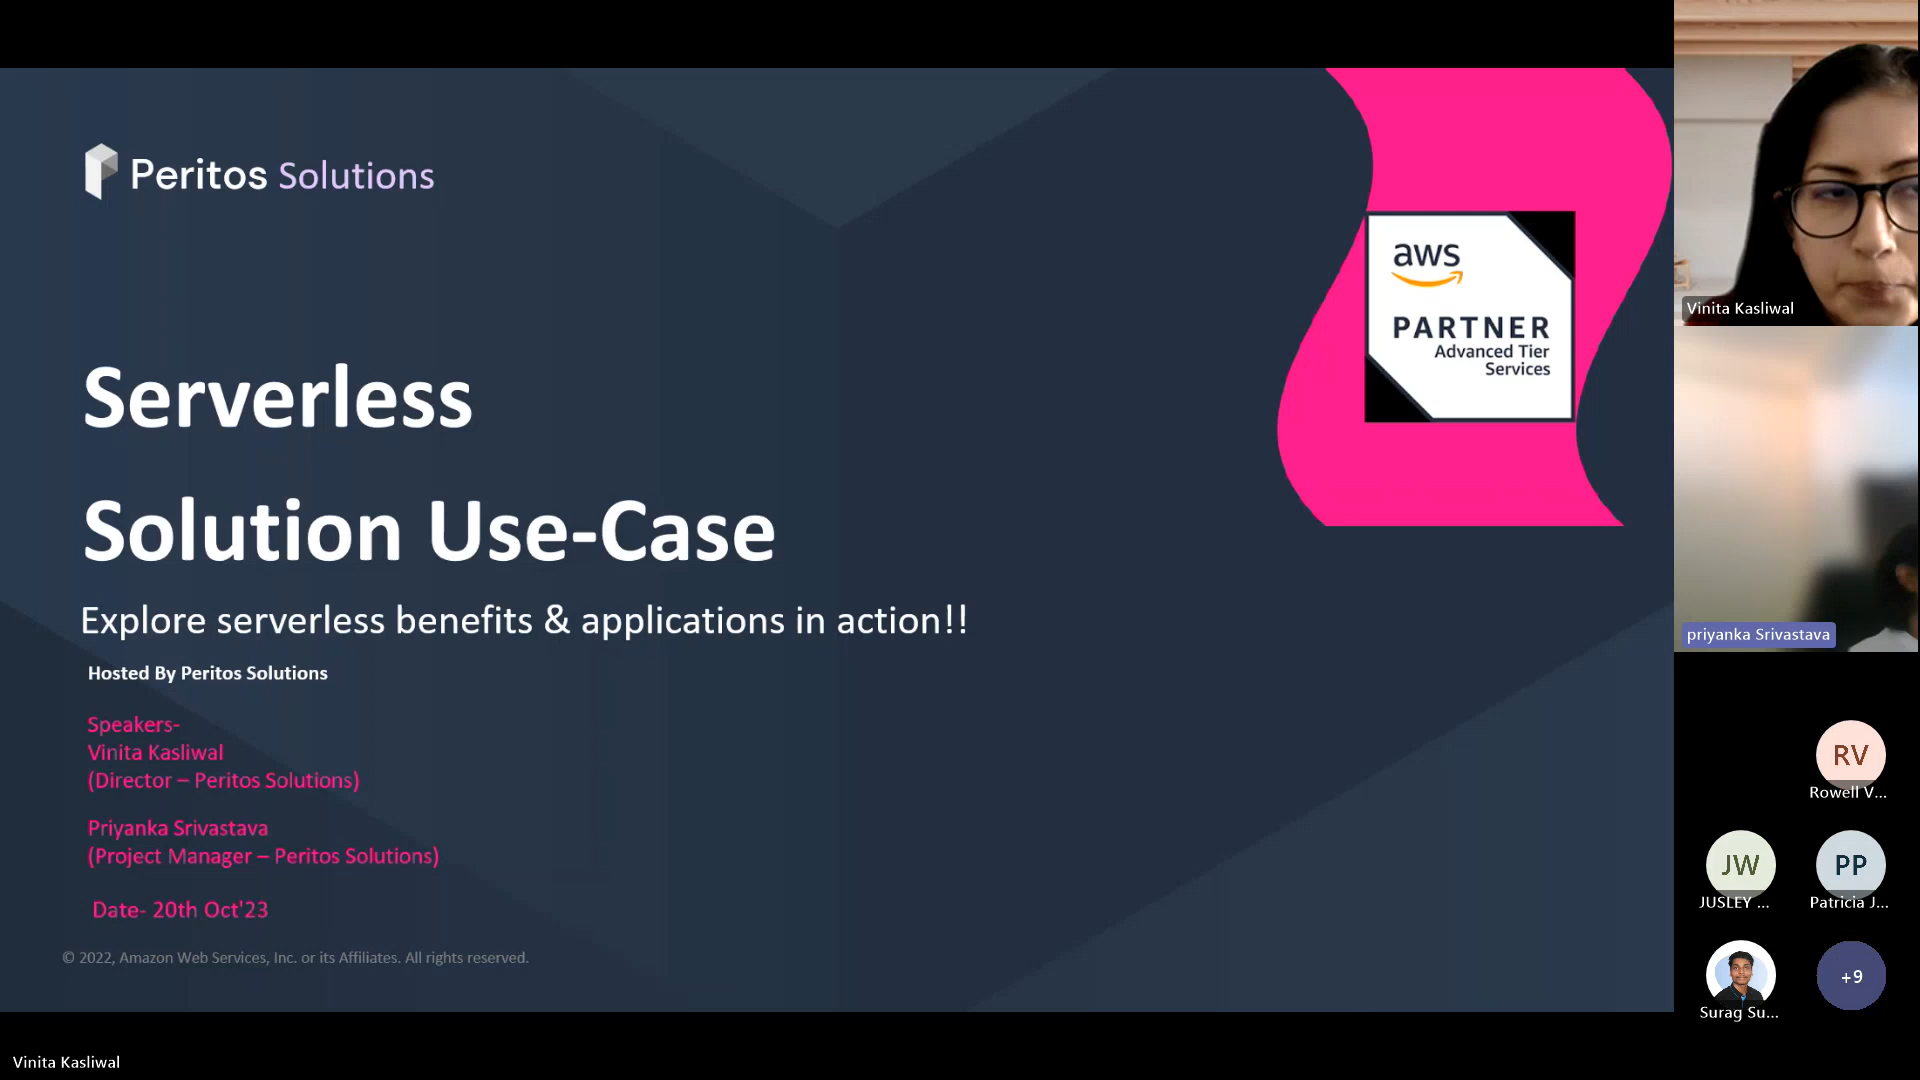 Peritos Solutions
aws
PARTNER
Advanced Tier
Services
Serverless
Solution Use-Case
Explore serverless benefits & applications in action!!
Hosted By Peritos Solutions
Speakers-
Vinita Kasliwal
(Director – Peritos Solutions)
Priyanka Srivastava
(Project Manager – Peritos Solutions)
Date- 20th Oct'23
© 2022, Amazon Web Services, Inc. or its Affiliates. All rights reserved.
Vinita Kasliwal
Vinita Kasliwal
priyanka Srivastava
RV
Rowell V...
JW
JUSLEY ...
PP
Patricia J...
Surag Su...
+9